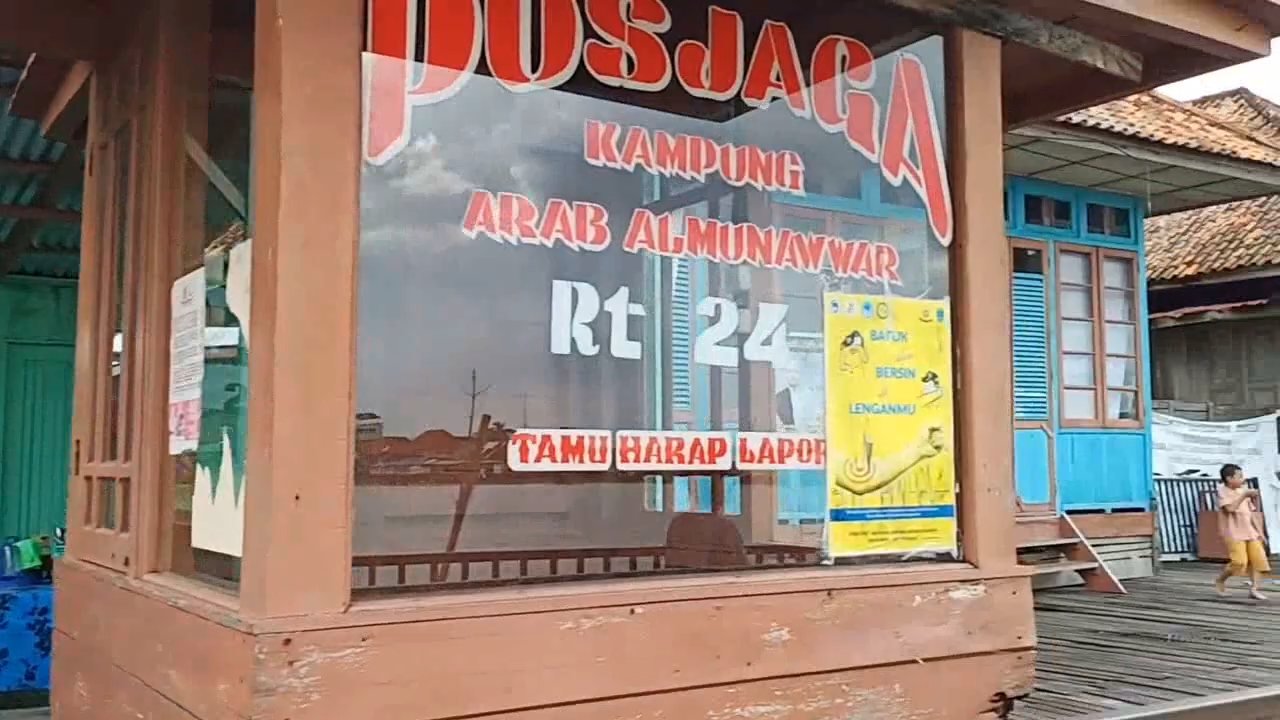 POSJAGA
KAMPUNG
ARAB ALMUNAWWAR
Rt 24
TAMU HARAP LAPOR
BATUK
BERSIN
LENGANMU